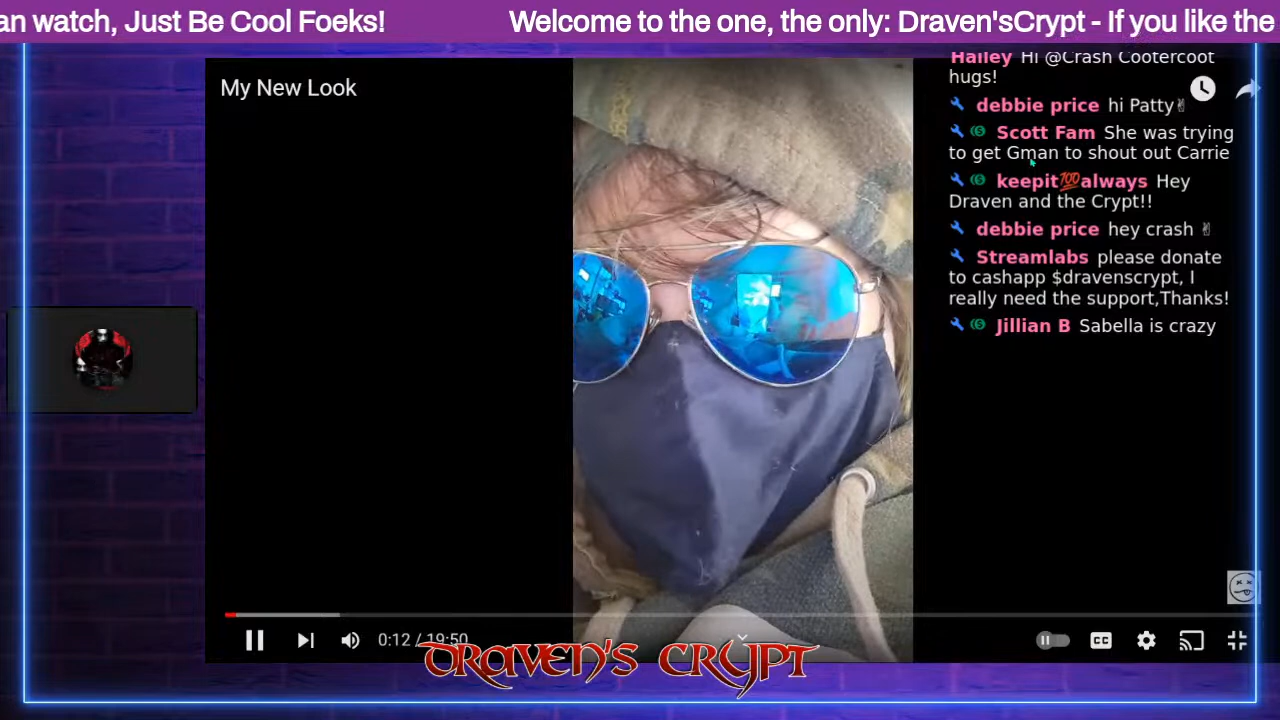 an watch, Just Be Cool Foeks! Welcome to the one, the only: Draven'sCrypt - If you like the
My New Look
Hailey Hi @Crash Cootercoot
hugs!
debbie price hi Patty✌
Scott Fam She was trying
to get Gman to shout out Carrie
keepit💯always Hey
Draven and the Crypt!!
debbie price hey crash ✌
Streamlabs please donate
to cashapp $dravenscrypt, I
really need the support,Thanks!
Jillian B Sabella is crazy
0:12 / 19:50
CC
DRAVEN'S CRYPT